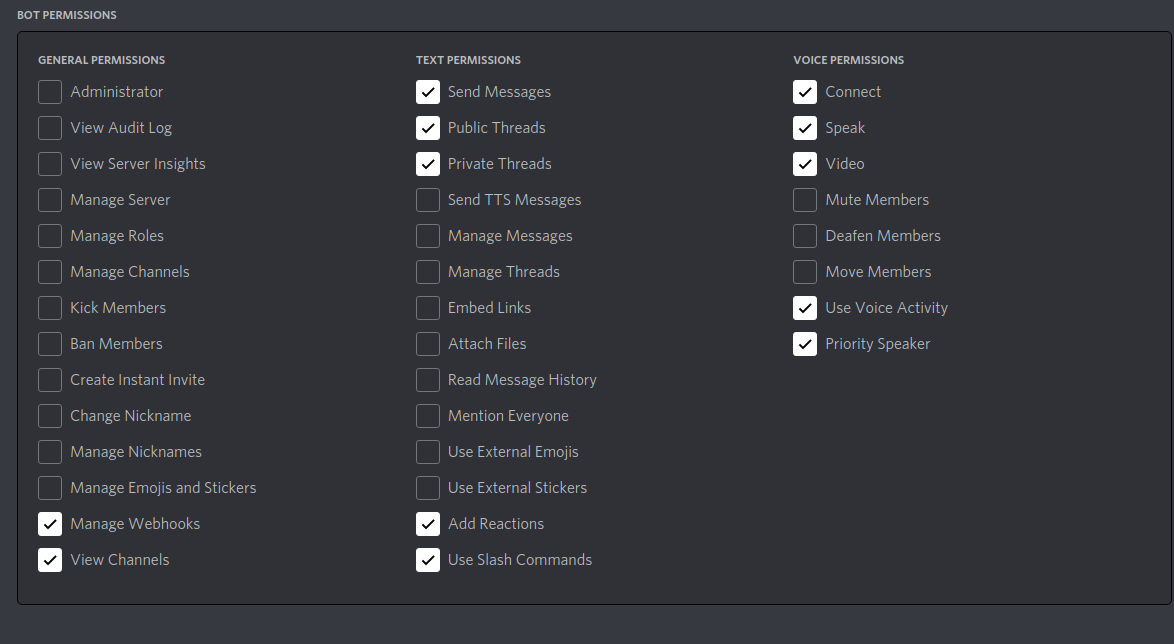 BOT PERMISSIONS
GENERAL PERMISSIONS
Administrator
View Audit Log
View Server Insights
Manage Server
Manage Roles
Manage Channels
Kick Members
Ban Members
Create Instant Invite
Change Nickname
Manage Nicknames
Manage Emojis and Stickers
Manage Webhooks
View Channels
TEXT PERMISSIONS
Send Messages
Public Threads
Private Threads
Send TTS Messages
Manage Messages
Manage Threads
Embed Links
Attach Files
Read Message History
Mention Everyone
Use External Emojis
Use External Stickers
Add Reactions
Use Slash Commands
VOICE PERMISSIONS
Connect
Speak
Video
Mute Members
Deafen Members
Move Members
Use Voice Activity
Priority Speaker